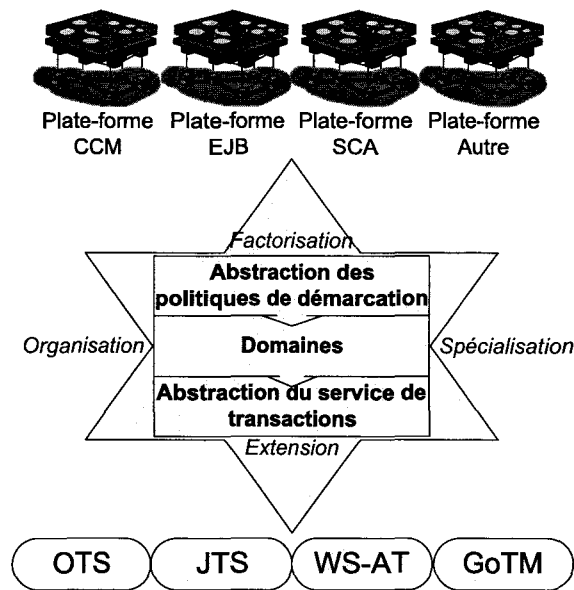 Plate-forme CCM
Plate-forme EJB
Plate-forme SCA
Plate-forme Autre
Factorisation
Abstraction des
politiques de démarcation
Organisation
Domaines
Spécialisation
Abstraction du service de
transactions
Extension
OTS
JTS
WS-AT
GoTM